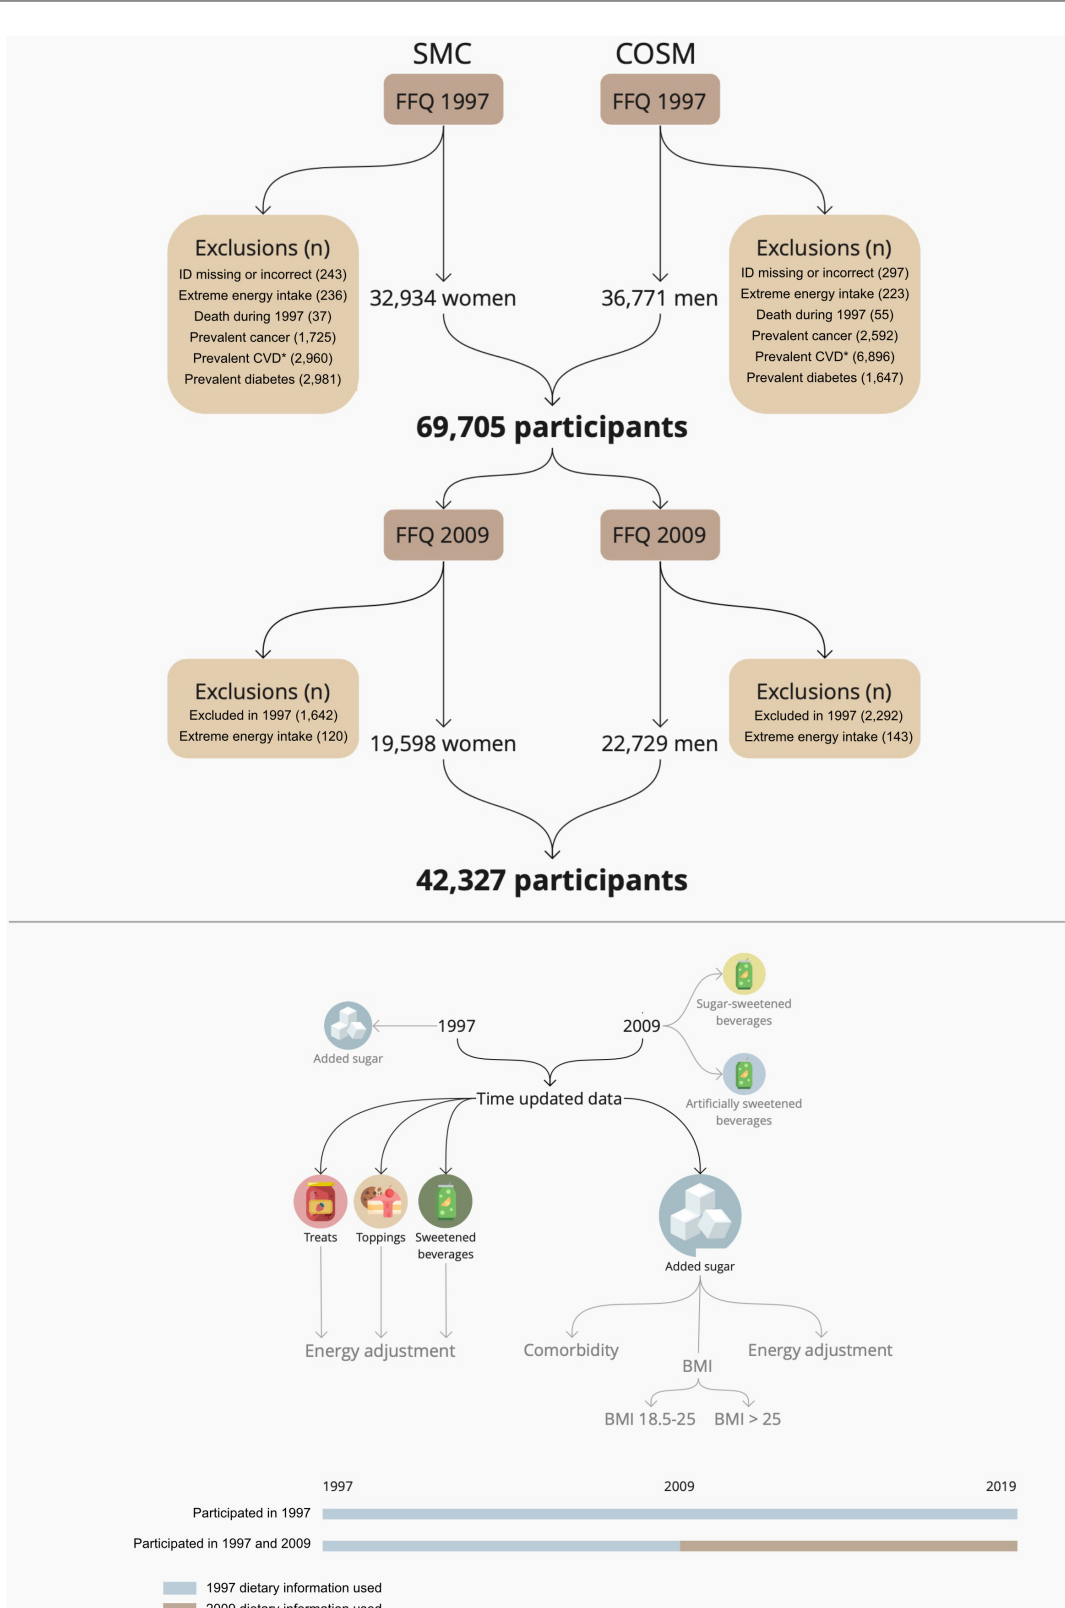 SMC
COSM
FFQ 1997
FFQ 1997
Exclusions (n)
ID missing or incorrect (243)
Extreme energy intake (236)
Death during 1997 (37)
Prevalent cancer (1,725)
Prevalent CVD* (2,960)
Prevalent diabetes (2,981)
32,934 women
36,771 men
Exclusions (n)
ID missing or incorrect (297)
Extreme energy intake (223)
Death during 1997 (55)
Prevalent cancer (2,592)
Prevalent CVD* (6,896)
Prevalent diabetes (1,647)
69,705 participants
FFQ 2009
FFQ 2009
Exclusions (n)
Excluded in 1997 (1,642)
Extreme energy intake (120)
19,598 women
22,729 men
Exclusions (n)
Excluded in 1997 (2,292)
Extreme energy intake (143)
42,327 participants
Added sugar
1997
2009
Sugar-sweetened
beverages
Artificially sweetened
beverages
Time updated data
Treats
Toppings
Sweetened
beverages
Added sugar
Energy adjustment
Comorbidity
BMI
Energy adjustment
BMI 18.5-25
BMI > 25
1997
2009
2019
Participated in 1997
Participated in 1997 and 2009
1997 dietary information used
2009 dietary information used